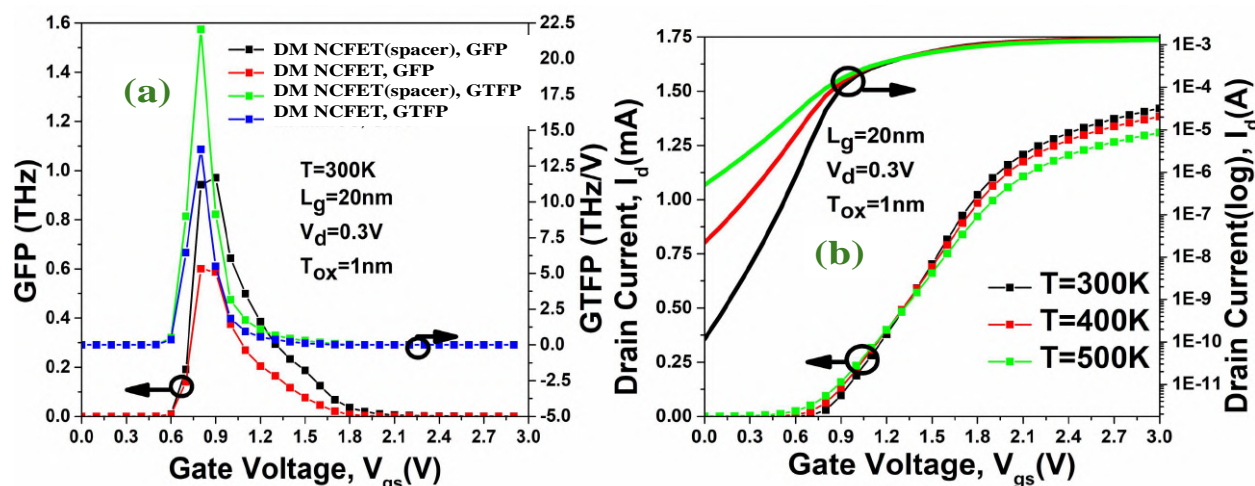 DM NCFET(spacer), GFP
DM NCFET, GFP
DM NCFET(spacer), GTFP
DM NCFET, GTFP
(a)
T=300K
Lg=20nm
Vd=0.3V
Tox=1nm
GFP (THz)
1.6
1.4
1.2
1.0
0.8
0.6
0.4
0.2
0.0
22.5
20.0
17.5
15.0
12.5
10.0
7.5
5.0
2.5
0.0
-2.5
-5.0
GTFP (THz/V)
0.0 0.3 0.6 0.9 1.2 1.5 1.8 2.1 2.4 2.7 3.0
Gate Voltage, Vgs(V)
Drain Current, Id(mA)
1.75
1.50
1.25
1.00
0.75
0.50
0.25
0.00
Lg=20nm
Vd=0.3V
Tox=1nm
(b)
T=300K
T=400K
T=500K
1E-3
1E-4
1E-5
1E-6
1E-7
1E-8
1E-9
1E-10
1E-11
Drain Current(log), Id(A)
0.0 0.3 0.6 0.9 1.2 1.5 1.8 2.1 2.4 2.7 3.0
Gate Voltage, Vgs(V)